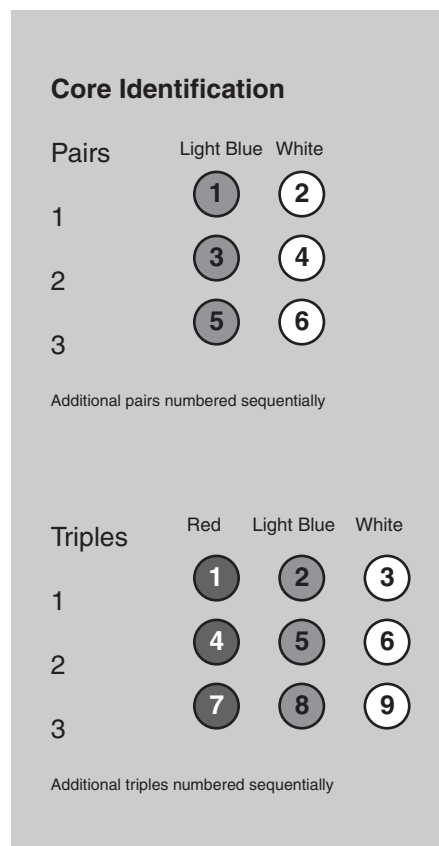 Core Identification
Pairs Light Blue White
1 1 2
2 3 4
3 5 6
Additional pairs numbered sequentially
Triples Red Light Blue White
1 1 2 3
2 4 5 6
3 7 8 9
Additional triples numbered sequentially